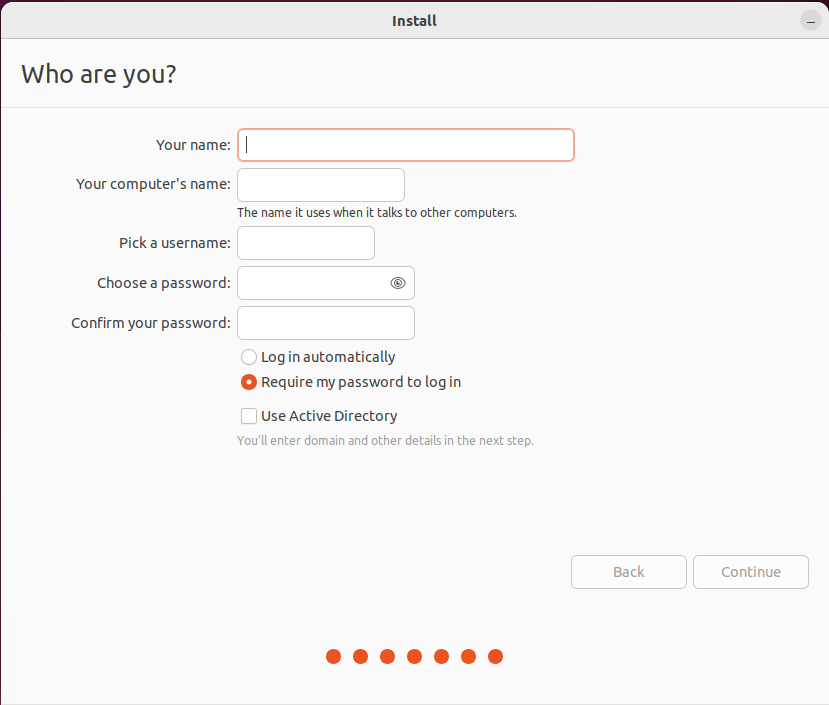 Install
Who are you?
Your name:
Your computer's name:
The name it uses when it talks to other computers.
Pick a username:
Choose a password:
Confirm your password:
Log in automatically
Require my password to log in
Use Active Directory
You'll enter domain and other details in the next step.
Back Continue